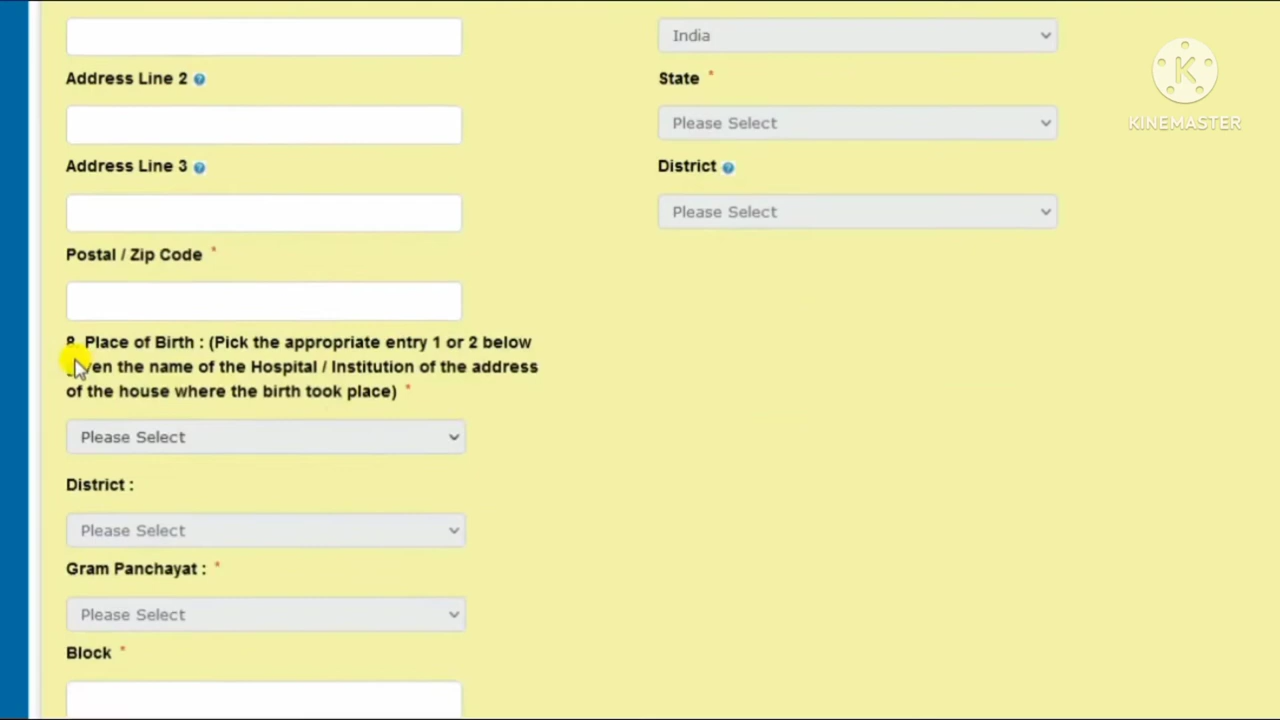 India
Address Line 2
State *
Please Select
Address Line 3
District
Please Select
Postal / Zip Code *
8. Place of Birth : (Pick the appropriate entry 1 or 2 below
the name of the Hospital / Institution of the address
of the house where the birth took place) *
Please Select
District :
Please Select
Gram Panchayat : *
Please Select
Block *
K
KINEMASTER